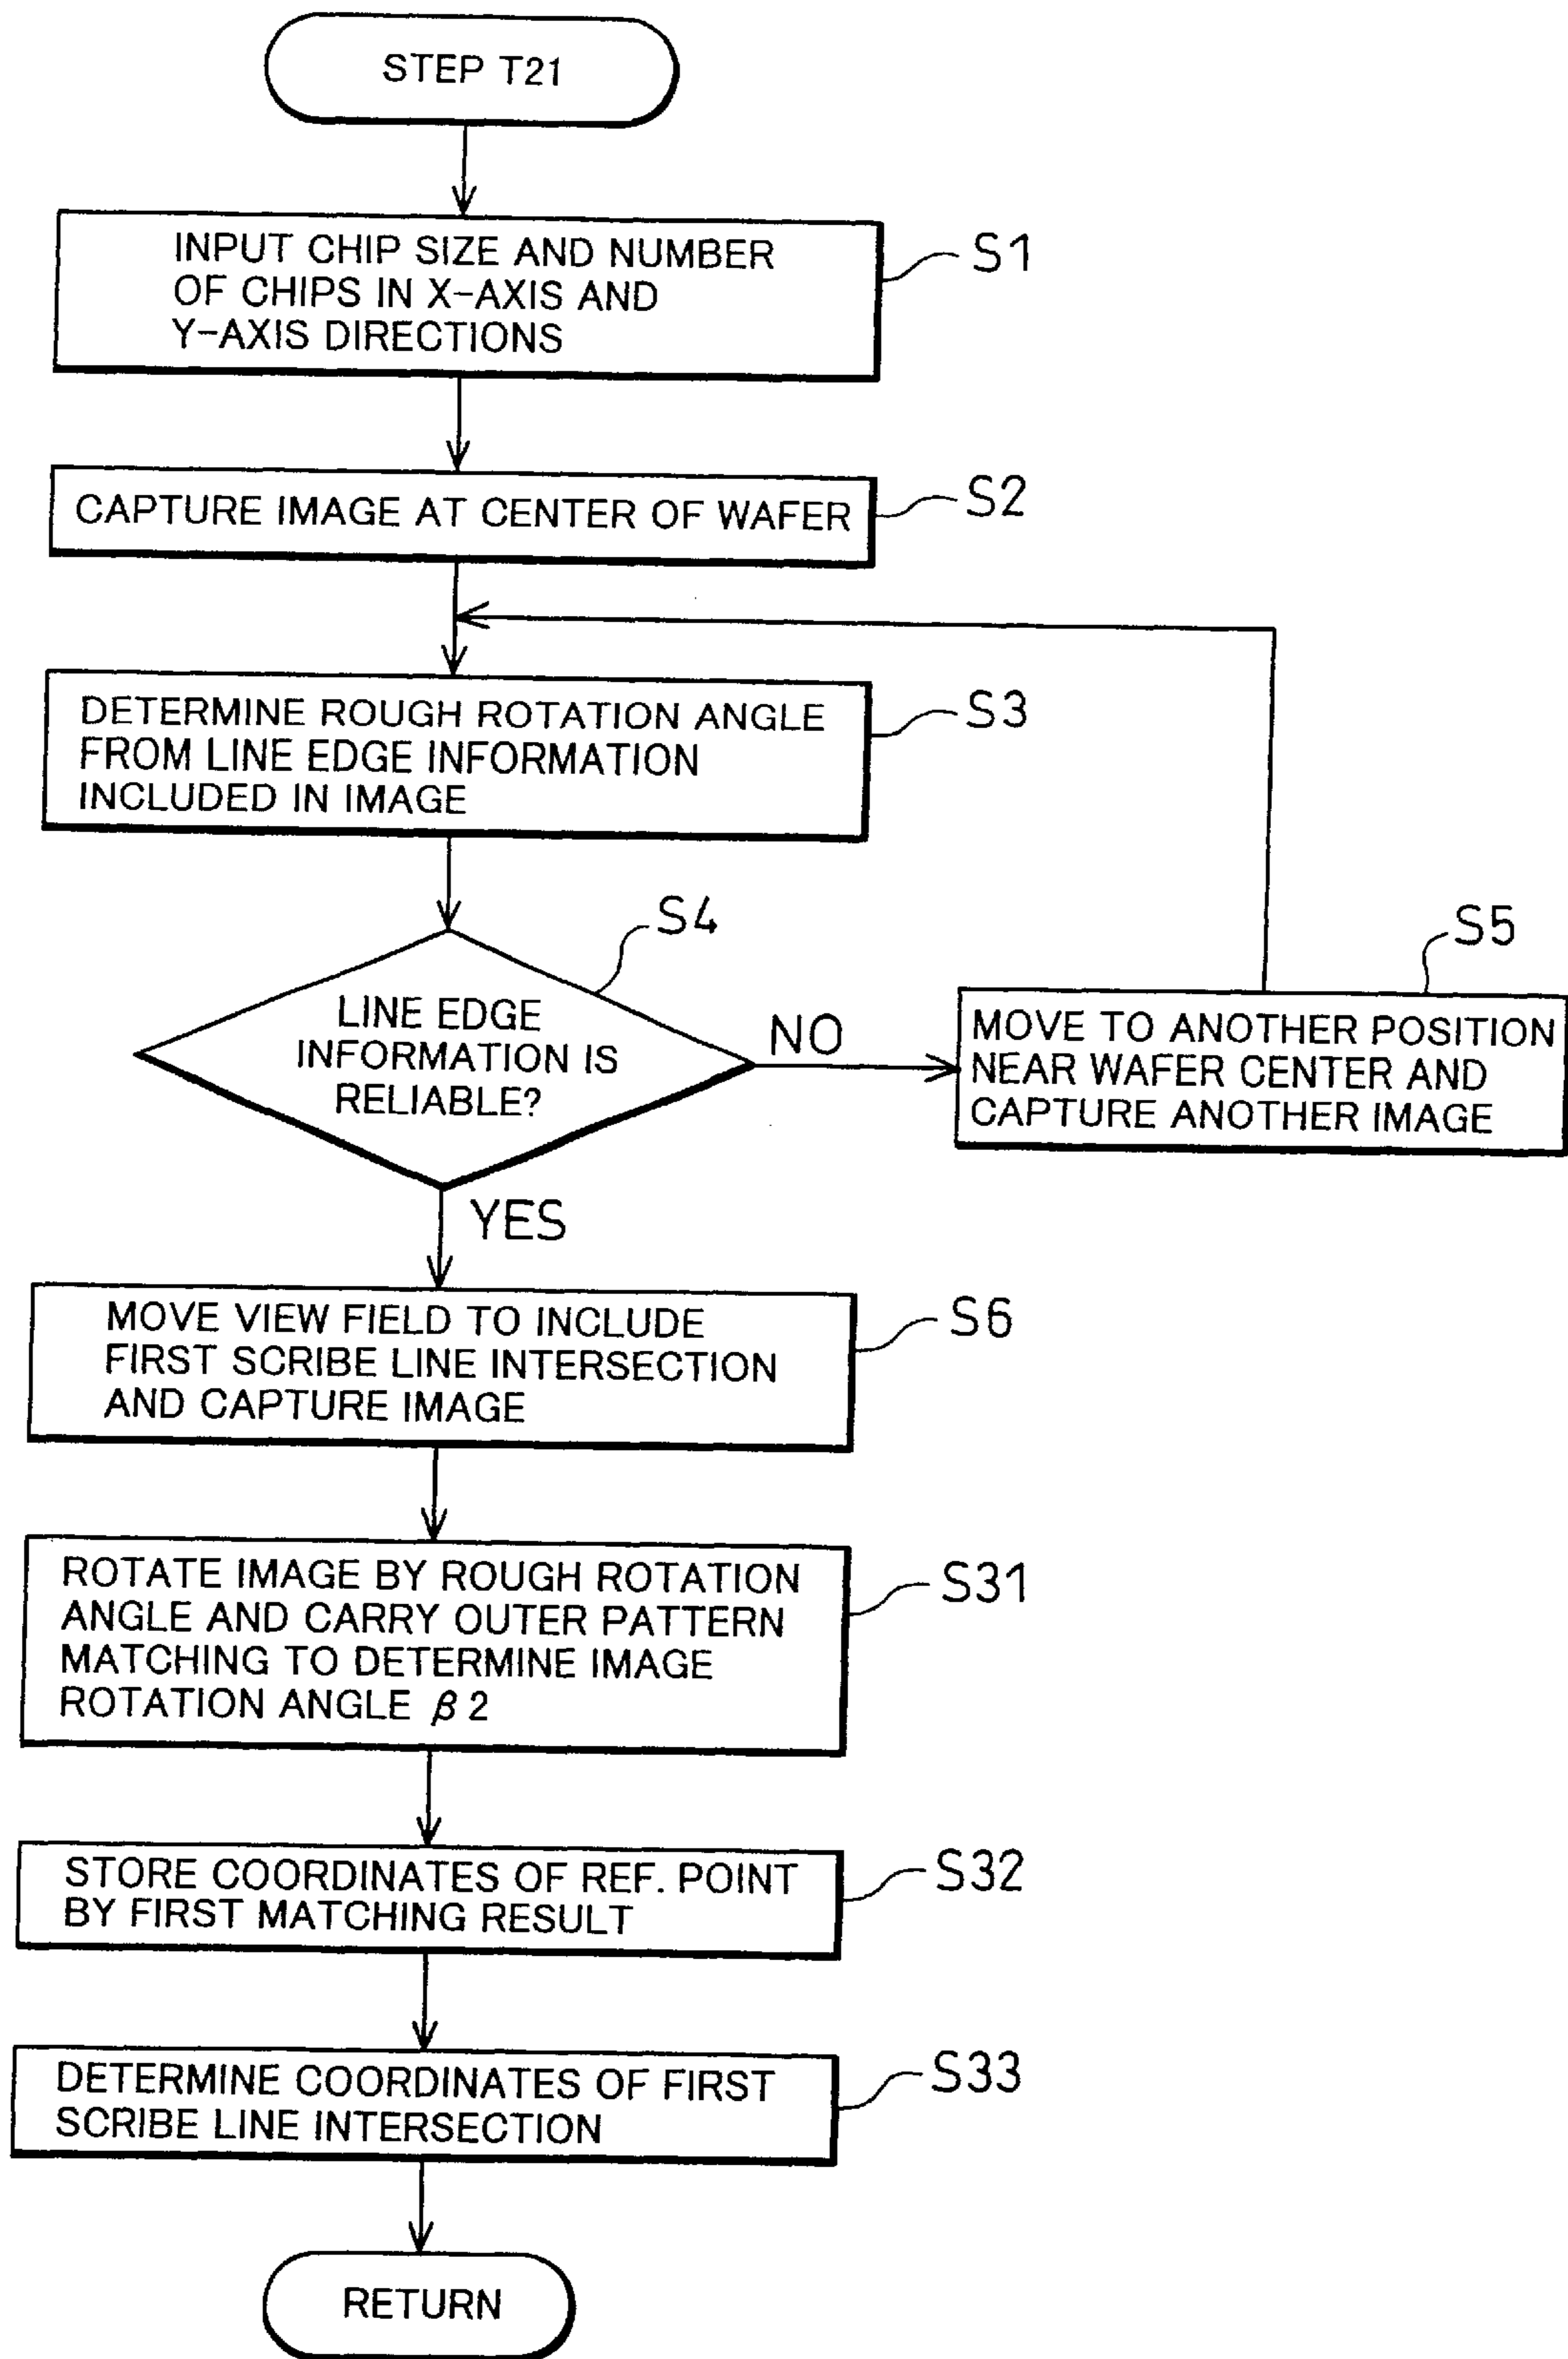 STEP T21
INPUT CHIP SIZE AND NUMBER
OF CHIPS IN X-AXIS AND
Y-AXIS DIRECTIONS
S1
CAPTURE IMAGE AT CENTER OF WAFER
S2
DETERMINE ROUGH ROTATION ANGLE
FROM LINE EDGE INFORMATION
INCLUDED IN IMAGE
S3
LINE EDGE
INFORMATION IS
RELIABLE?
S4
NO
MOVE TO ANOTHER POSITION
NEAR WAFER CENTER AND
CAPTURE ANOTHER IMAGE
S5
YES
MOVE VIEW FIELD TO INCLUDE
FIRST SCRIBE LINE INTERSECTION
AND CAPTURE IMAGE
S6
ROTATE IMAGE BY ROUGH ROTATION
ANGLE AND CARRY OUTER PATTERN
MATCHING TO DETERMINE IMAGE
ROTATION ANGLE β2
S31
STORE COORDINATES OF REF. POINT
BY FIRST MATCHING RESULT
S32
DETERMINE COORDINATES OF FIRST
SCRIBE LINE INTERSECTION
S33
RETURN